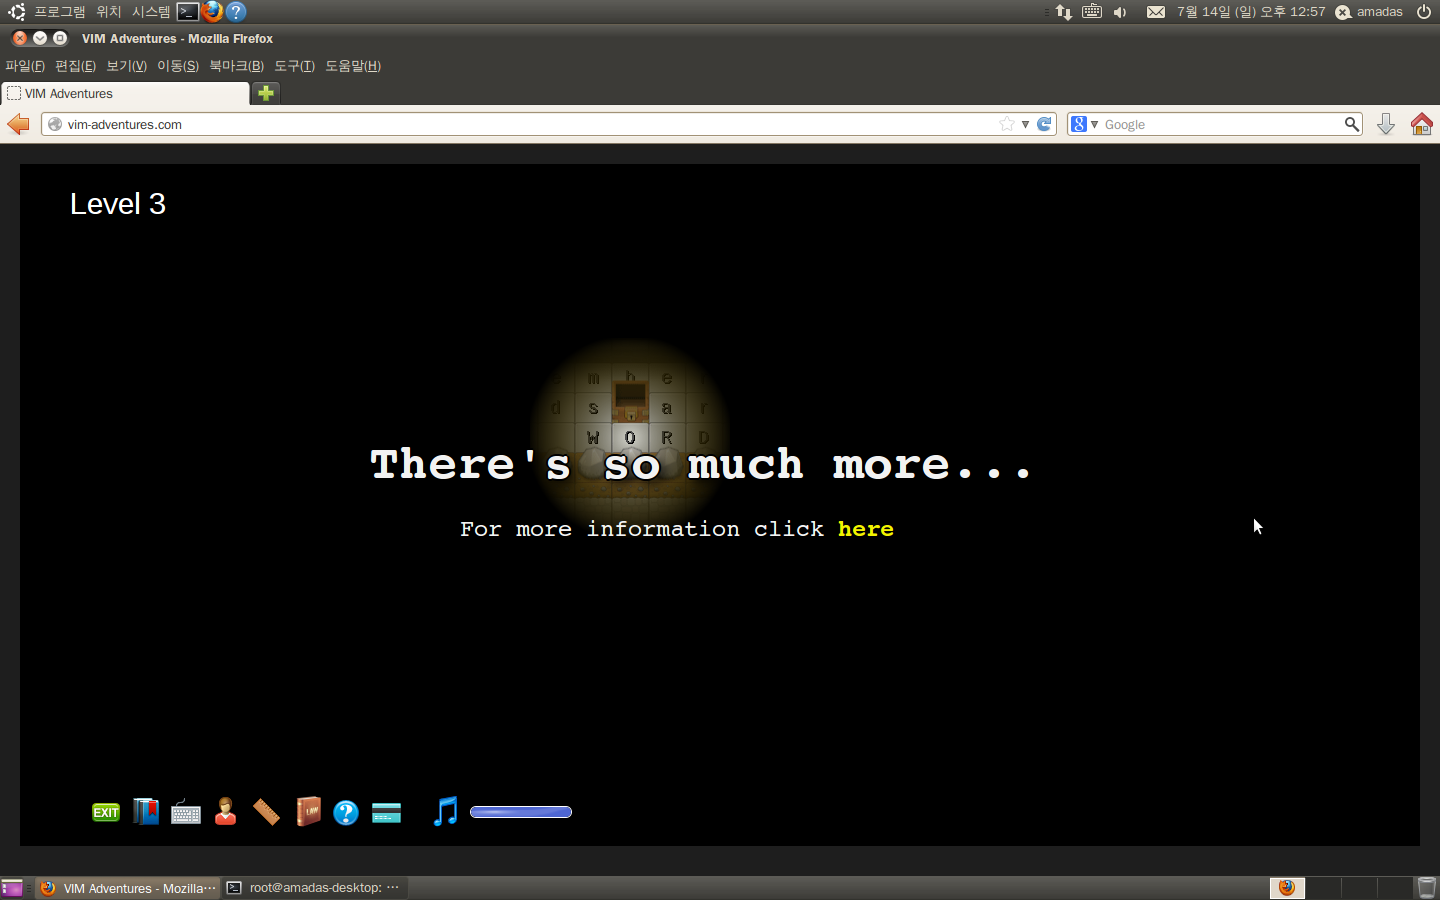 프로그램 위치 시스템
7월 14일 (일) 오후 12:57 amadas
VIM Adventures - Mozilla Firefox
파일(F) 편집(E) 보기(V) 이동(S) 북마크(B) 도구(T) 도움말(H)
VIM Adventures
vim-adventures.com
Google
Level 3
m h e
d s a r
W O R D
There's so much more...
For more information click here
EXIT
LAW
VIM Adventures - Mozilla…
root@amadas-desktop: …